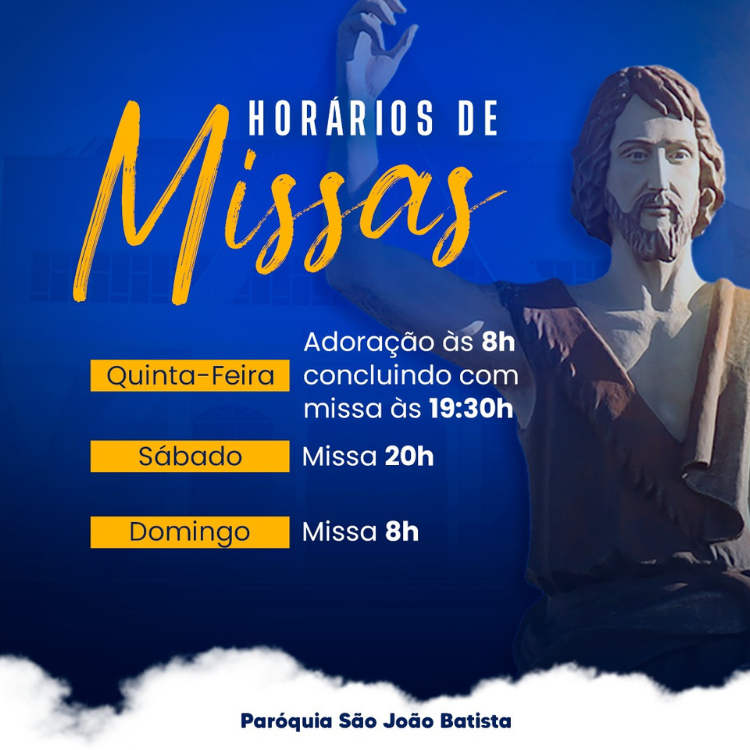 HORÁRIOS DE
Missas
Quinta-Feira
Adoração às 8h
concluindo com
missa às 19:30h
Sábado
Missa 20h
Domingo
Missa 8h
Paróquia São João Batista